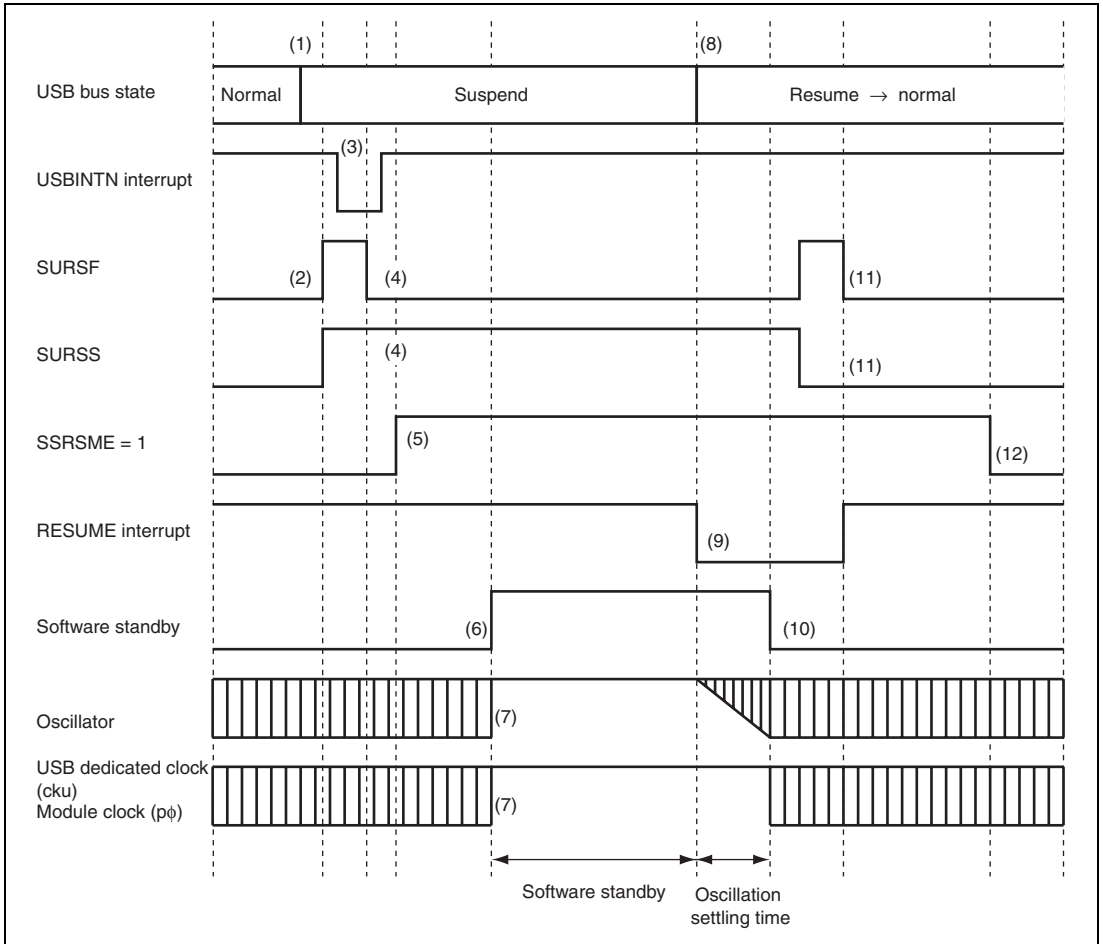 (1)
(8)
USB bus state
Normal
Suspend
Resume → normal
(3)
USBINTN interrupt
SURSF
(2)
(4)
(11)
SURSS
(4)
(11)
SSRSME = 1
(5)
(12)
RESUME interrupt
(9)
Software standby
(6)
(10)
Oscillator
(7)
USB dedicated clock
(cku)
Module clock (pϕ)
(7)
Software standby
Oscillation
settling time